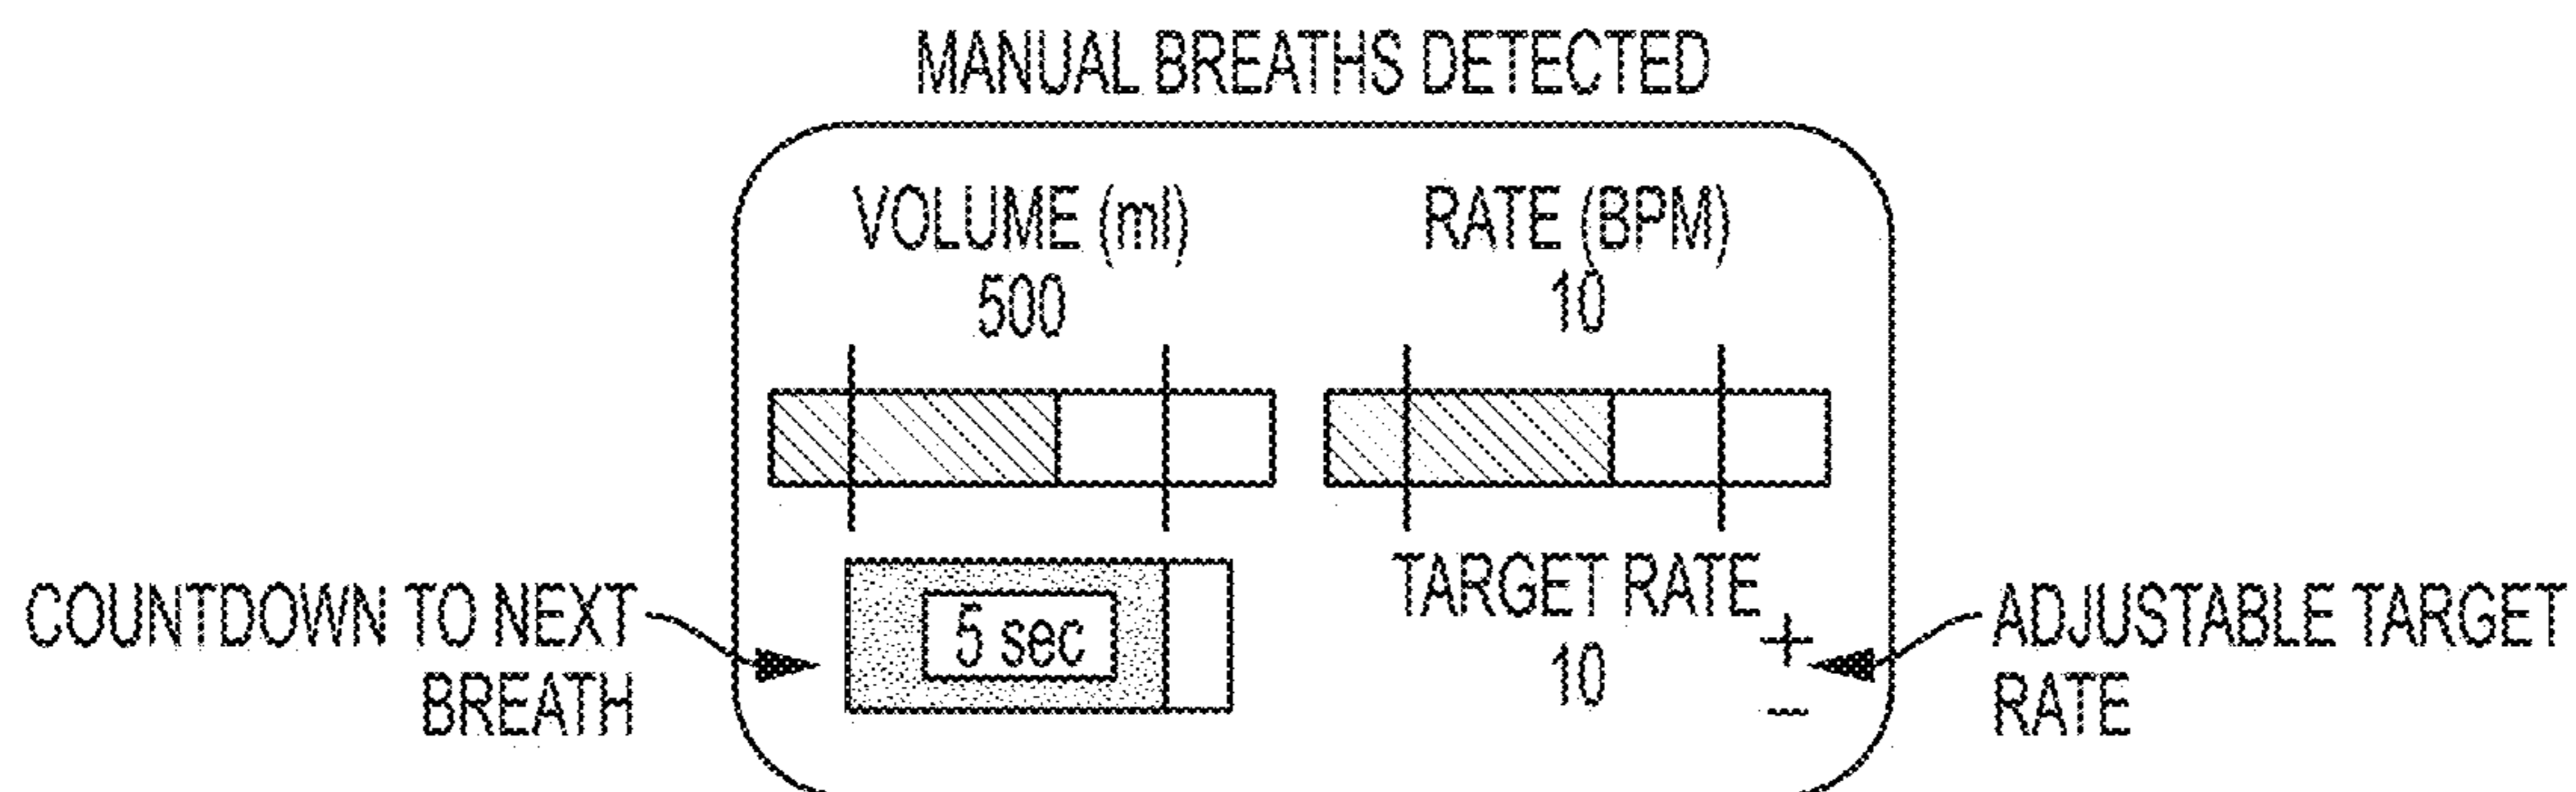 MANUAL BREATHS DETECTED
VOLUME (ml)
500
RATE (BPM)
10
COUNTDOWN TO NEXT
BREATH
5 sec
TARGET RATE
10
+
−
ADJUSTABLE TARGET
RATE